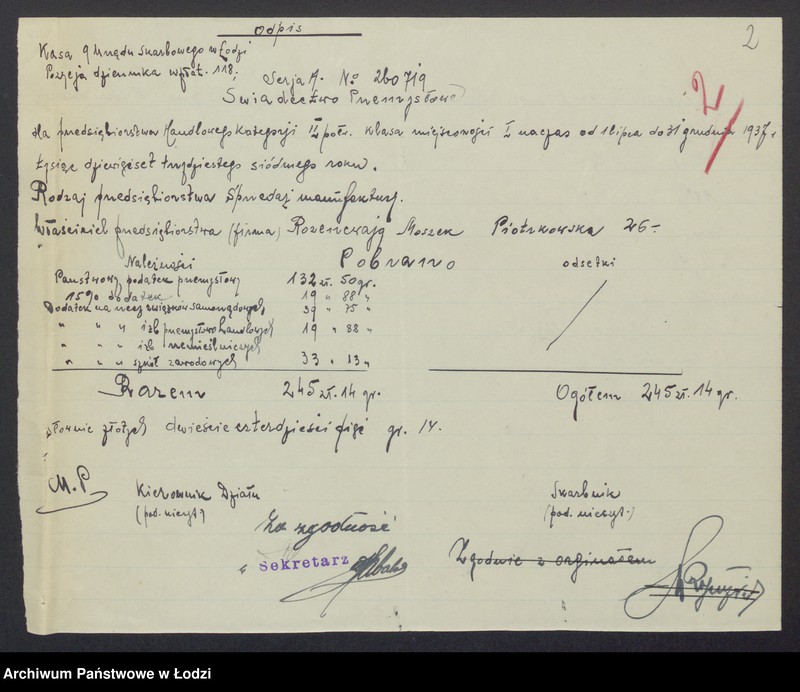 Odpis
2
Kasa 9 Urzędu Skarbowego w Łodzi
Pozycja dziennika wpłat. 118;
2
Serja A. No 260719
Swiadectwo Przemysłowe
dla przedsiębiorstwa Handlowego Kategorji II połr. klasa miejscowości I na czas od 1 lipca do 31 grudnia 1937 r
tysiąc dziewięćset trzydziestego siódmego roku.
Rodzaj przedsiębiorstwa Sprzedaż manufaktury.
Właściciel przedsiębiorstwa (firma) Rozencwajg Moszek Piotrkowska 26-
Należności Pobrano odsetki
Państwowy podatek przemysłowy 132 zł. 50 gr.
15% dodatek 19 " 88 "
Dodatek na rzecz związków samorządowych 39 " 75 "
" " " izb przemysłowo handlowych 19 " 88 "
" " " izb rzemieślniczych
" " " szkół zawodowych 33 " 13 "
Razem 245 zł. 14 gr. Ogółem 245 zł. 14 gr.
słownie złotych dwieście czterdzieści pięć gr. 14.
M.P
Kierownik Działu
(pod. nieczyt.)
Skarbnik
(pod. nieczyt.)
Za zgodność
Sekretarz
Zgodnie z orginałem
Archiwum Państwowe w Łodzi